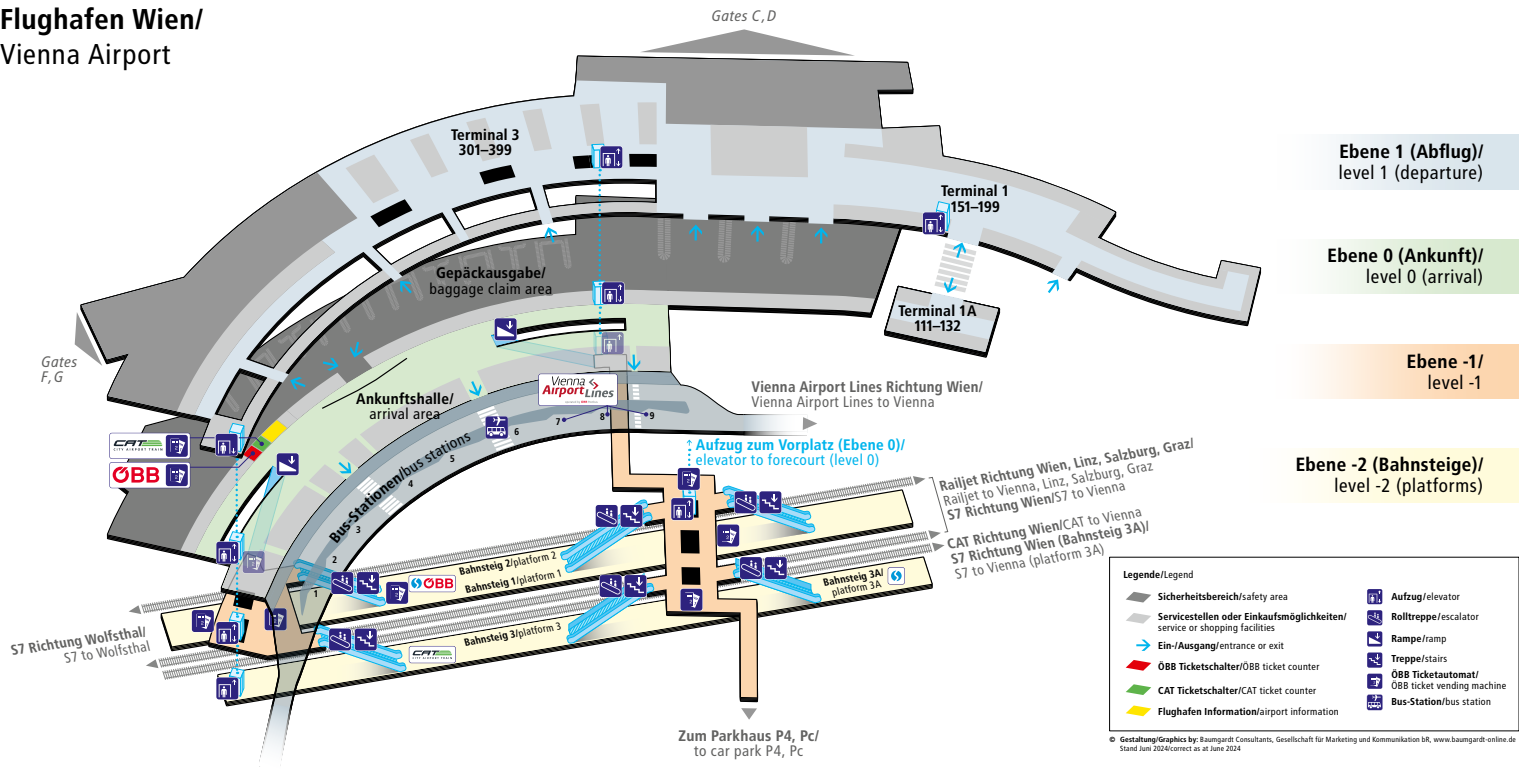 Flughafen Wien/
Vienna Airport
Gates C,D
Terminal 3
301–399
Terminal 1
151–199
Gepäckausgabe/
baggage claim area
Terminal 1A
111–132
Gates
F,G
Ankunftshalle/
arrival area
Vienna
AirportLines
Vienna Airport Lines Richtung Wien/
Vienna Airport Lines to Vienna
Bus-Stationen/bus stations
1
2
3
4
5
6
7
8
9
CAT
CITY AIRPORT TRAIN
ÖBB
Aufzug zum Vorplatz (Ebene 0)/
elevator to forecourt (level 0)
Railjet Richtung Wien, Linz, Salzburg, Graz/
Railjet to Vienna, Linz, Salzburg, Graz
S7 Richtung Wien/S7 to Vienna
CAT Richtung Wien/CAT to Vienna
S7 Richtung Wien (Bahnsteig 3A)/
S7 to Vienna (platform 3A)
Bahnsteig 2/platform 2
Bahnsteig 1/platform 1
ÖBB
Bahnsteig 3A/
platform 3A
Bahnsteig 3/platform 3
CAT
CITY AIRPORT TRAIN
S7 Richtung Wolfsthal/
S7 to Wolfsthal
Zum Parkhaus P4, Pc/
to car park P4, Pc
Ebene 1 (Abflug)/
level 1 (departure)
Ebene 0 (Ankunft)/
level 0 (arrival)
Ebene -1/
level -1
Ebene -2 (Bahnsteige)/
level -2 (platforms)
Legende/Legend
Sicherheitsbereich/safety area
Servicestellen oder Einkaufsmöglichkeiten/
service or shopping facilities
Ein-/Ausgang/entrance or exit
ÖBB Ticketschalter/ÖBB ticket counter
CAT Ticketschalter/CAT ticket counter
Flughafen Information/airport information
Aufzug/elevator
Rolltreppe/escalator
Rampe/ramp
Treppe/stairs
ÖBB Ticketautomat/
ÖBB ticket vending machine
Bus-Station/bus station
© Gestaltung/Graphics by: Baumgardt Consultants, Gesellschaft für Marketing und Kommunikation bR, www.baumgardt-online.de
Stand Juni 2024/correct as at June 2024